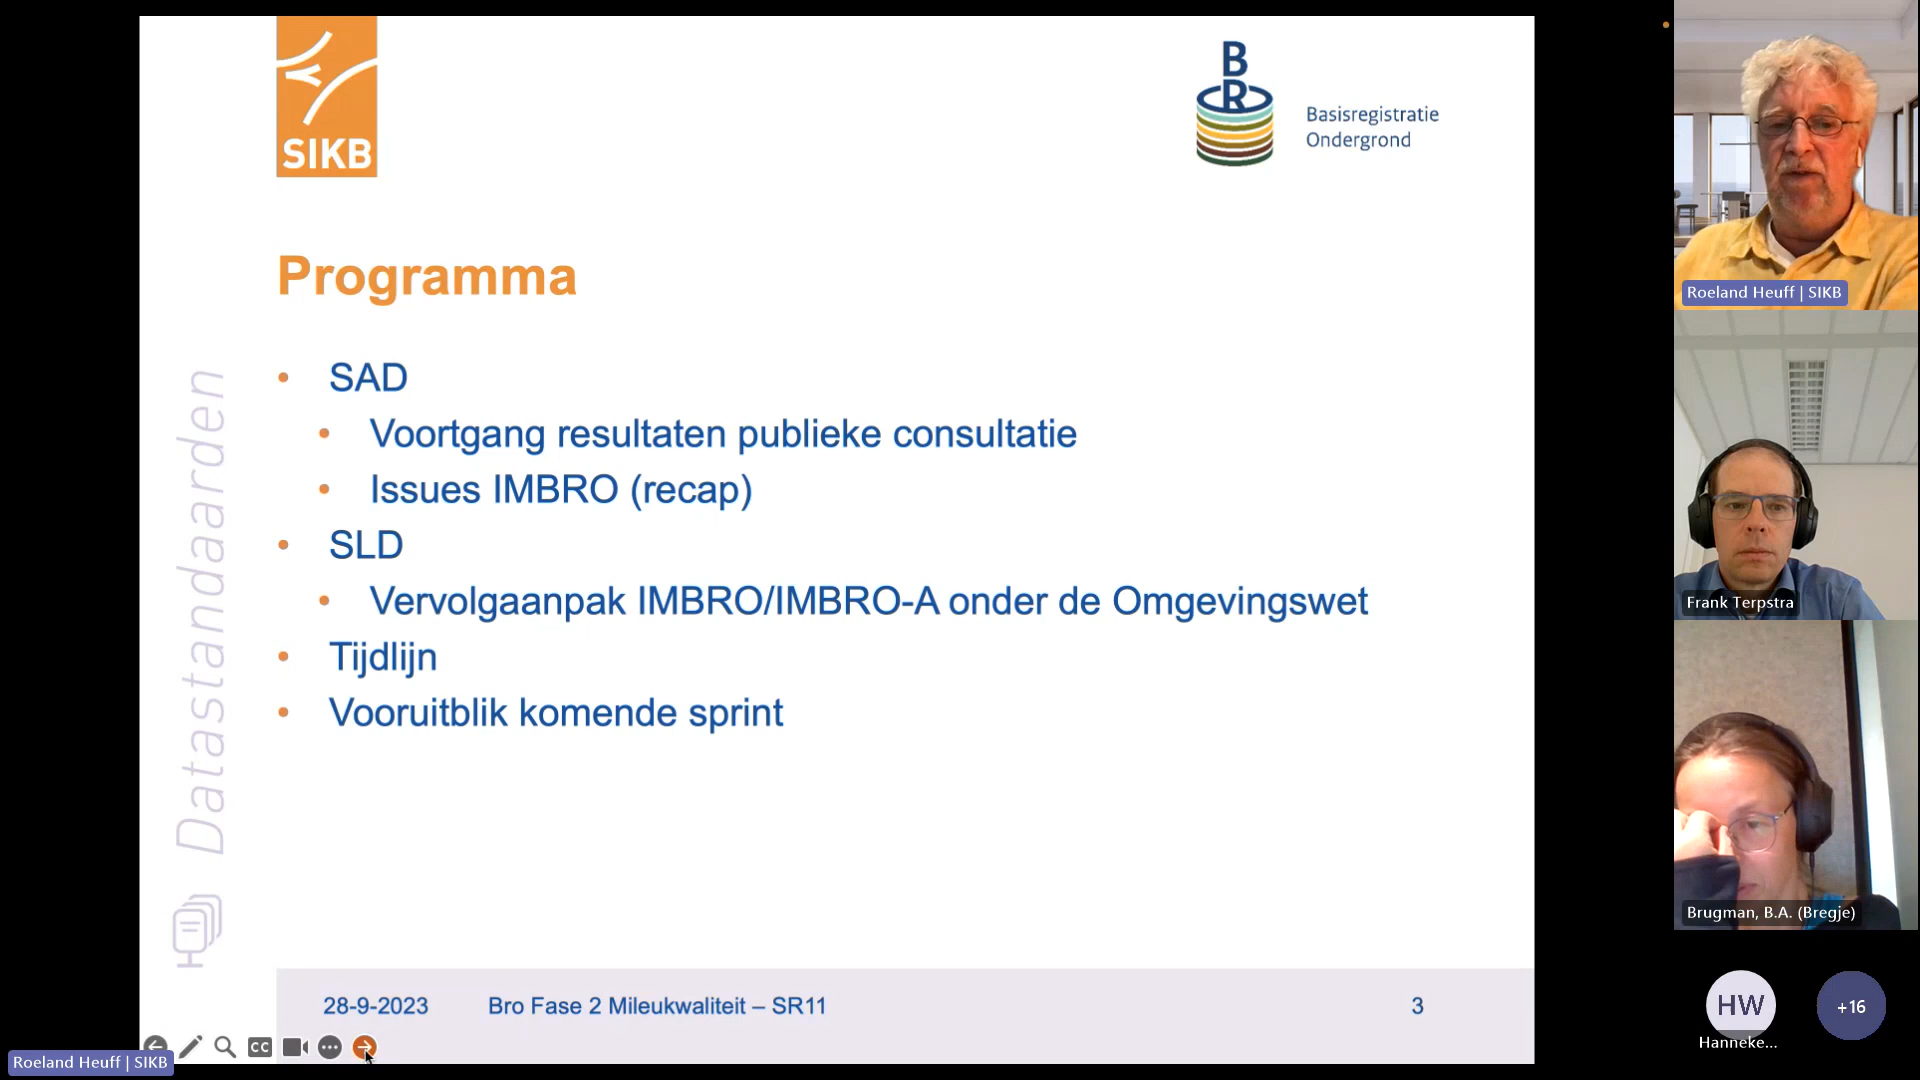 SIKB
B
R
Basisregistratie
Ondergrond
Programma
• SAD
• Voortgang resultaten publieke consultatie
• Issues IMBRO (recap)
• SLD
• Vervolgaanpak IMBRO/IMBRO-A onder de Omgevingswet
• Tijdlijn
• Vooruitblik komende sprint
Datastandaarden
28-9-2023 Bro Fase 2 Mileukwaliteit – SR11 3
CC
Roeland Heuff | SIKB
Roeland Heuff | SIKB
Frank Terpstra
Brugman, B.A. (Bregje)
HW
Hanneke...
+16